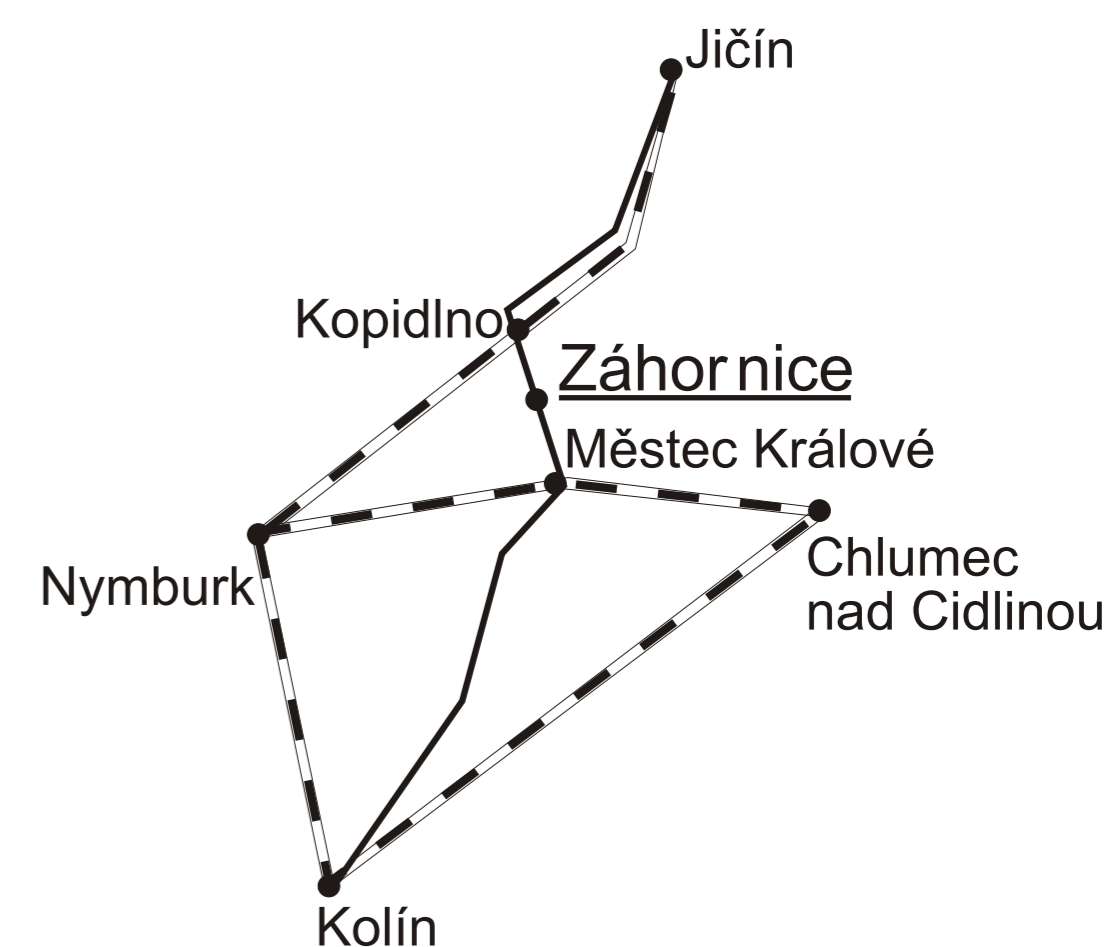 Jičín
Kopidlno
Záhornice
Městec Králové
Chlumec
nad Cidlinou
Nymburk
Kolín